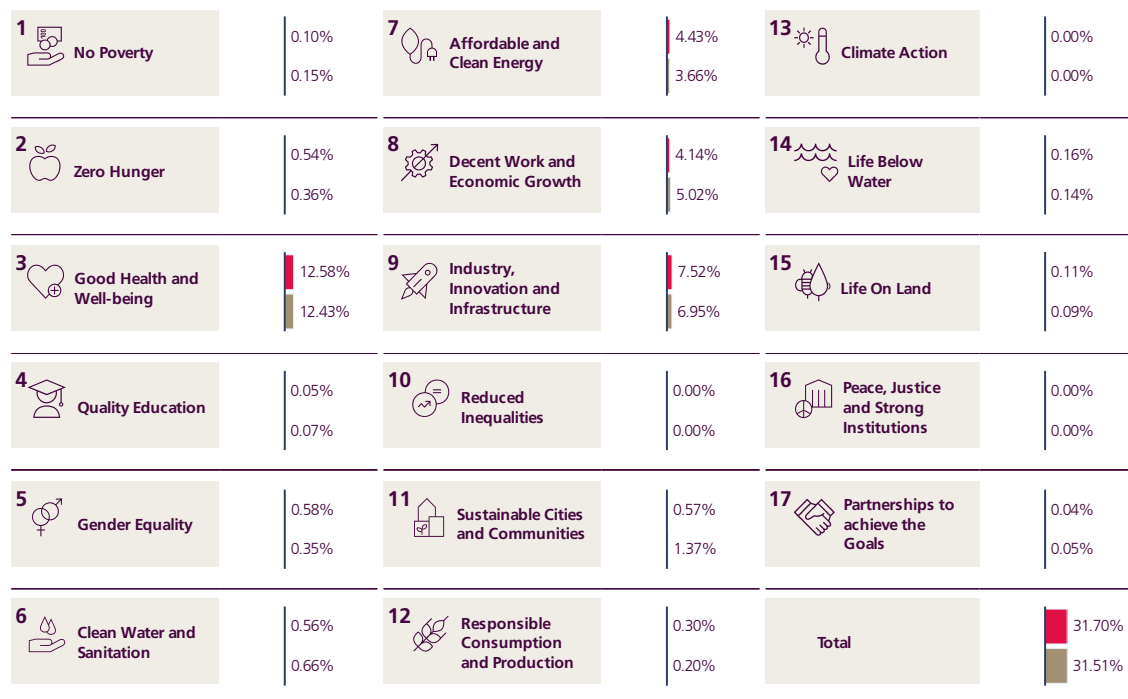 1
No Poverty
0.10%
0.15%
2
Zero Hunger
0.54%
0.36%
3
Good Health and
Well-being
12.58%
12.43%
4
Quality Education
0.05%
0.07%
5
Gender Equality
0.58%
0.35%
6
Clean Water and
Sanitation
0.56%
0.66%
7
Affordable and
Clean Energy
4.43%
3.66%
8
Decent Work and
Economic Growth
4.14%
5.02%
9
Industry,
Innovation and
Infrastructure
7.52%
6.95%
10
Reduced
Inequalities
0.00%
0.00%
11
Sustainable Cities
and Communities
0.57%
1.37%
12
Responsible
Consumption
and Production
0.30%
0.20%
13
Climate Action
0.00%
0.00%
14
Life Below
Water
0.16%
0.14%
15
Life On Land
0.11%
0.09%
16
Peace, Justice
and Strong
Institutions
0.00%
0.00%
17
Partnerships to
achieve the
Goals
0.04%
0.05%
Total
31.70%
31.51%